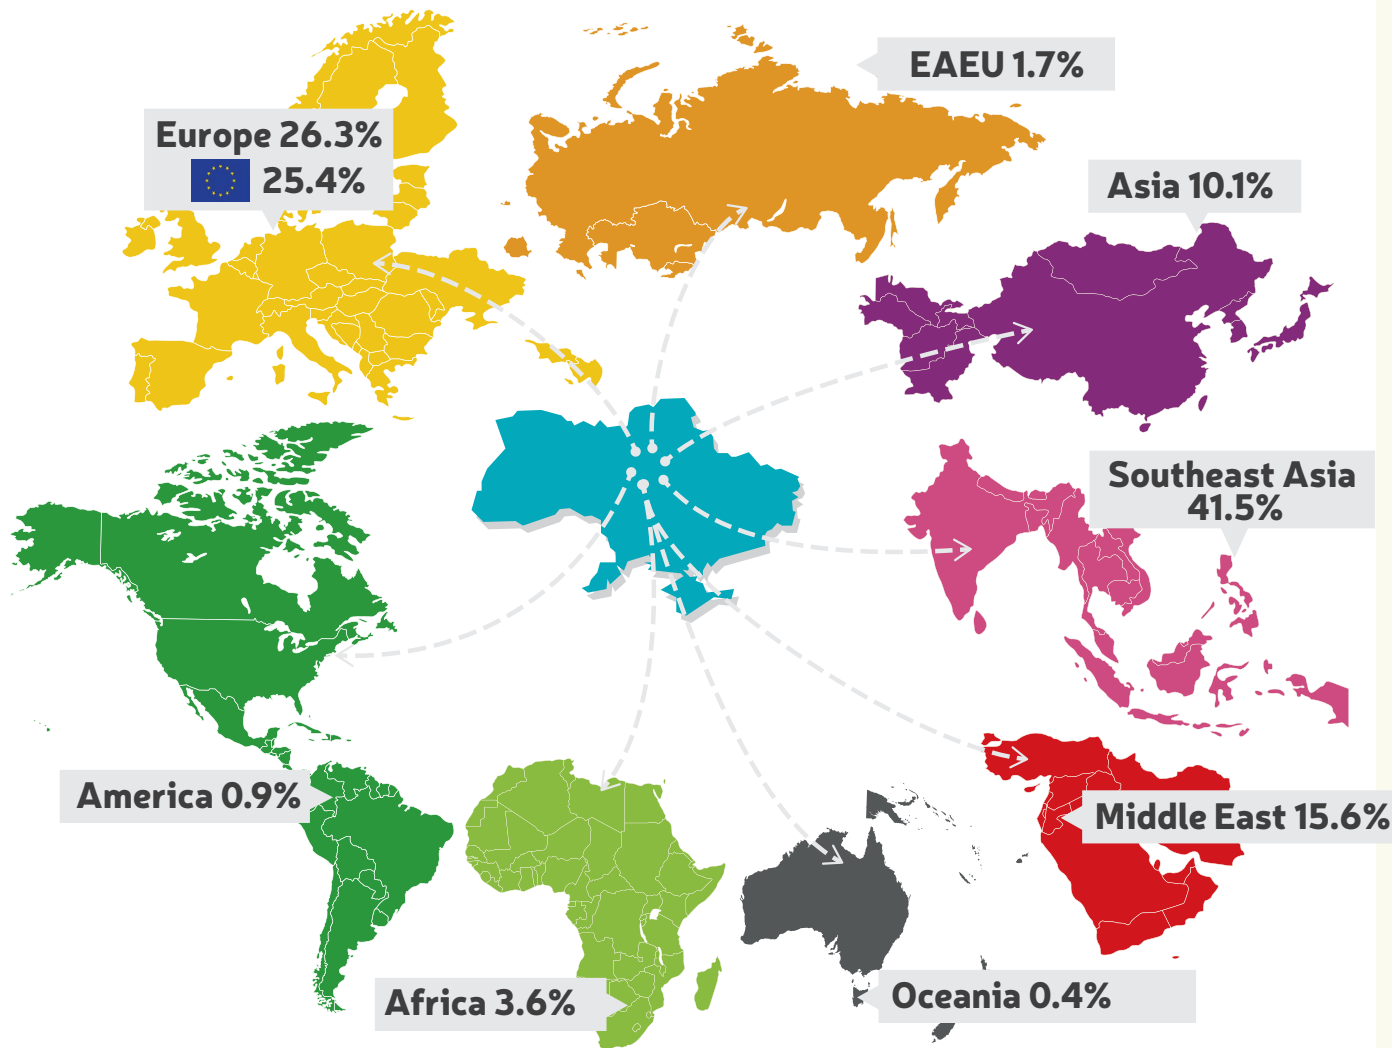 EAEU 1.7%
Europe 26.3%
25.4%
Asia 10.1%
Southeast Asia
41.5%
America 0.9%
Middle East 15.6%
Africa 3.6%
Oceania 0.4%